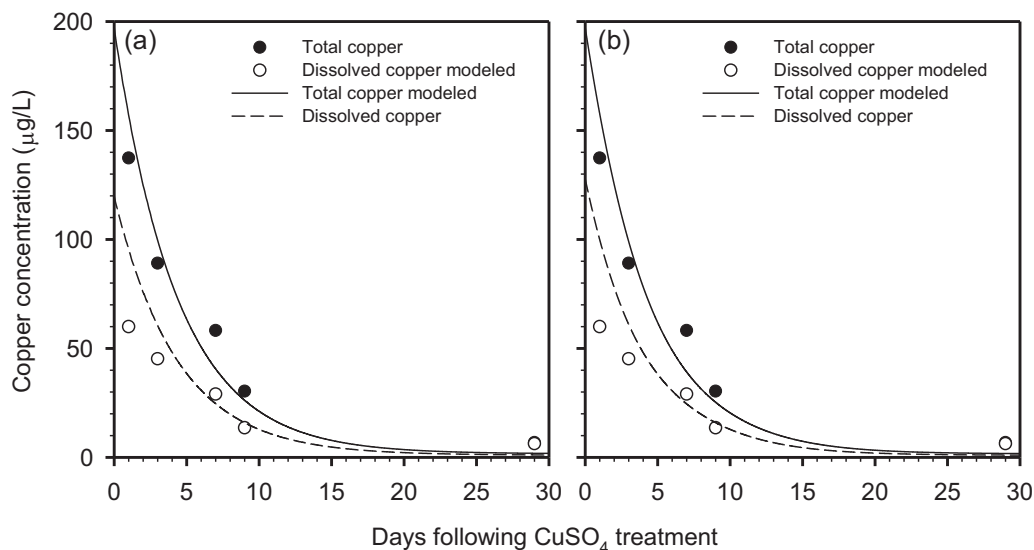 200
(a)
Total copper
Dissolved copper modeled
Total copper modeled
Dissolved copper
(b)
Total copper
Dissolved copper modeled
Total copper modeled
Dissolved copper
150
100
50
0
Copper concentration (μg/L)
0 5 10 15 20 25 30
0 5 10 15 20 25 30
Days following CuSO₄ treatment